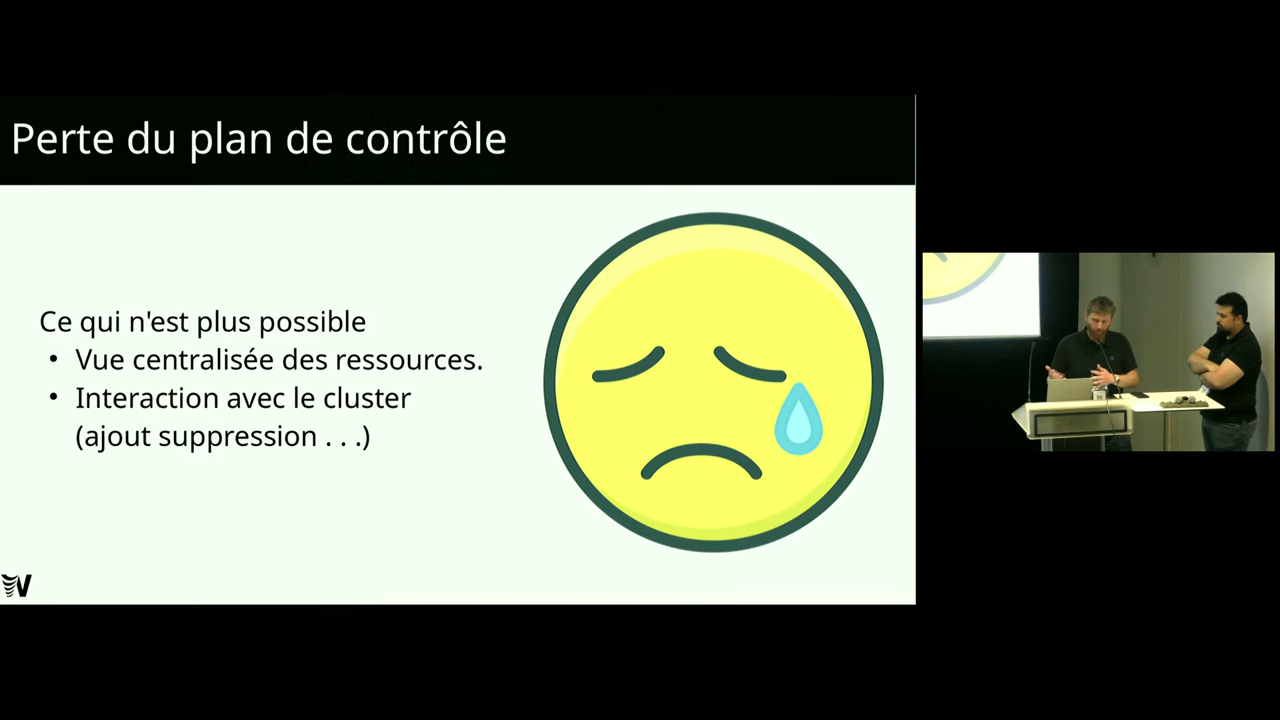 Perte du plan de contrôle
Ce qui n'est plus possible
• Vue centralisée des ressources.
• Interaction avec le cluster
(ajout suppression . . .)